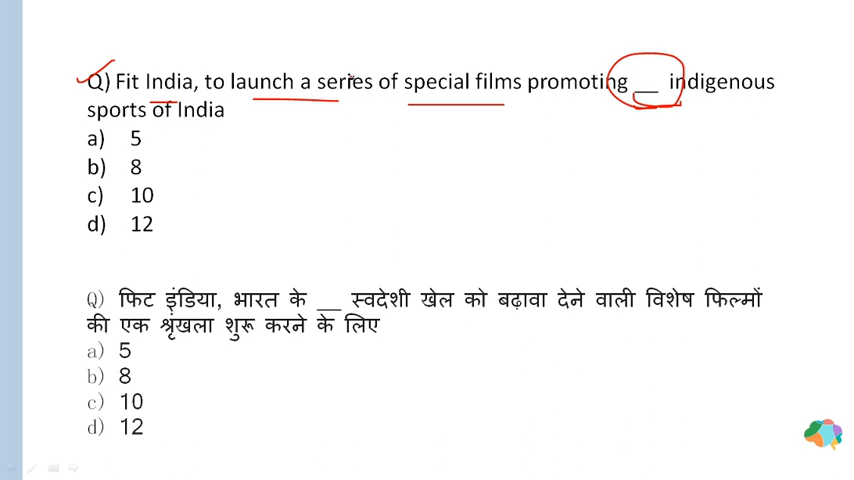 Q) Fit India, to launch a series of special films promoting __ indigenous
sports of India
a) 5
b) 8
c) 10
d) 12
Q) फिट इंडिया, भारत के __ स्वदेशी खेल को बढ़ावा देने वाली विशेष फिल्मों
की एक श्रृंखला शुरू करने के लिए
a) 5
b) 8
c) 10
d) 12